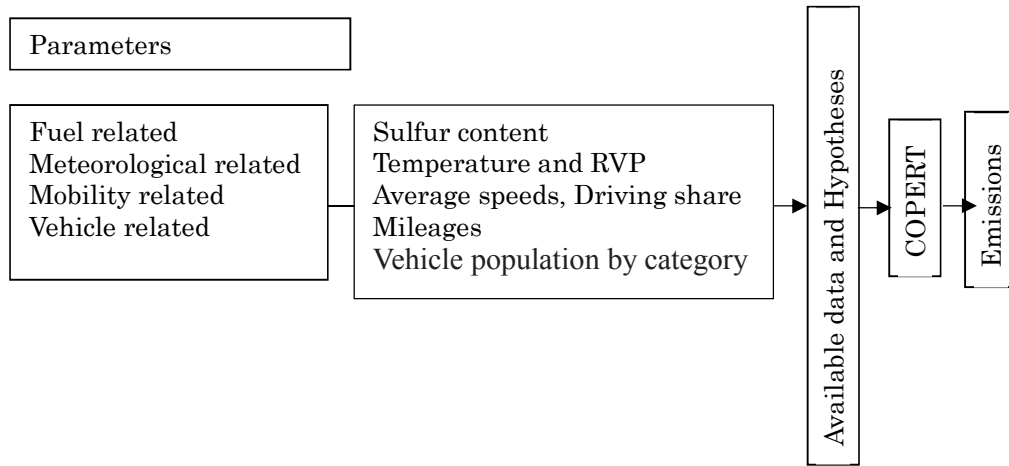 Parameters
Fuel related
Meteorological related
Mobility related
Vehicle related
Sulfur content
Temperature and RVP
Average speeds, Driving share
Mileages
Vehicle population by category
Available data and Hypotheses
COPERT
Emissions